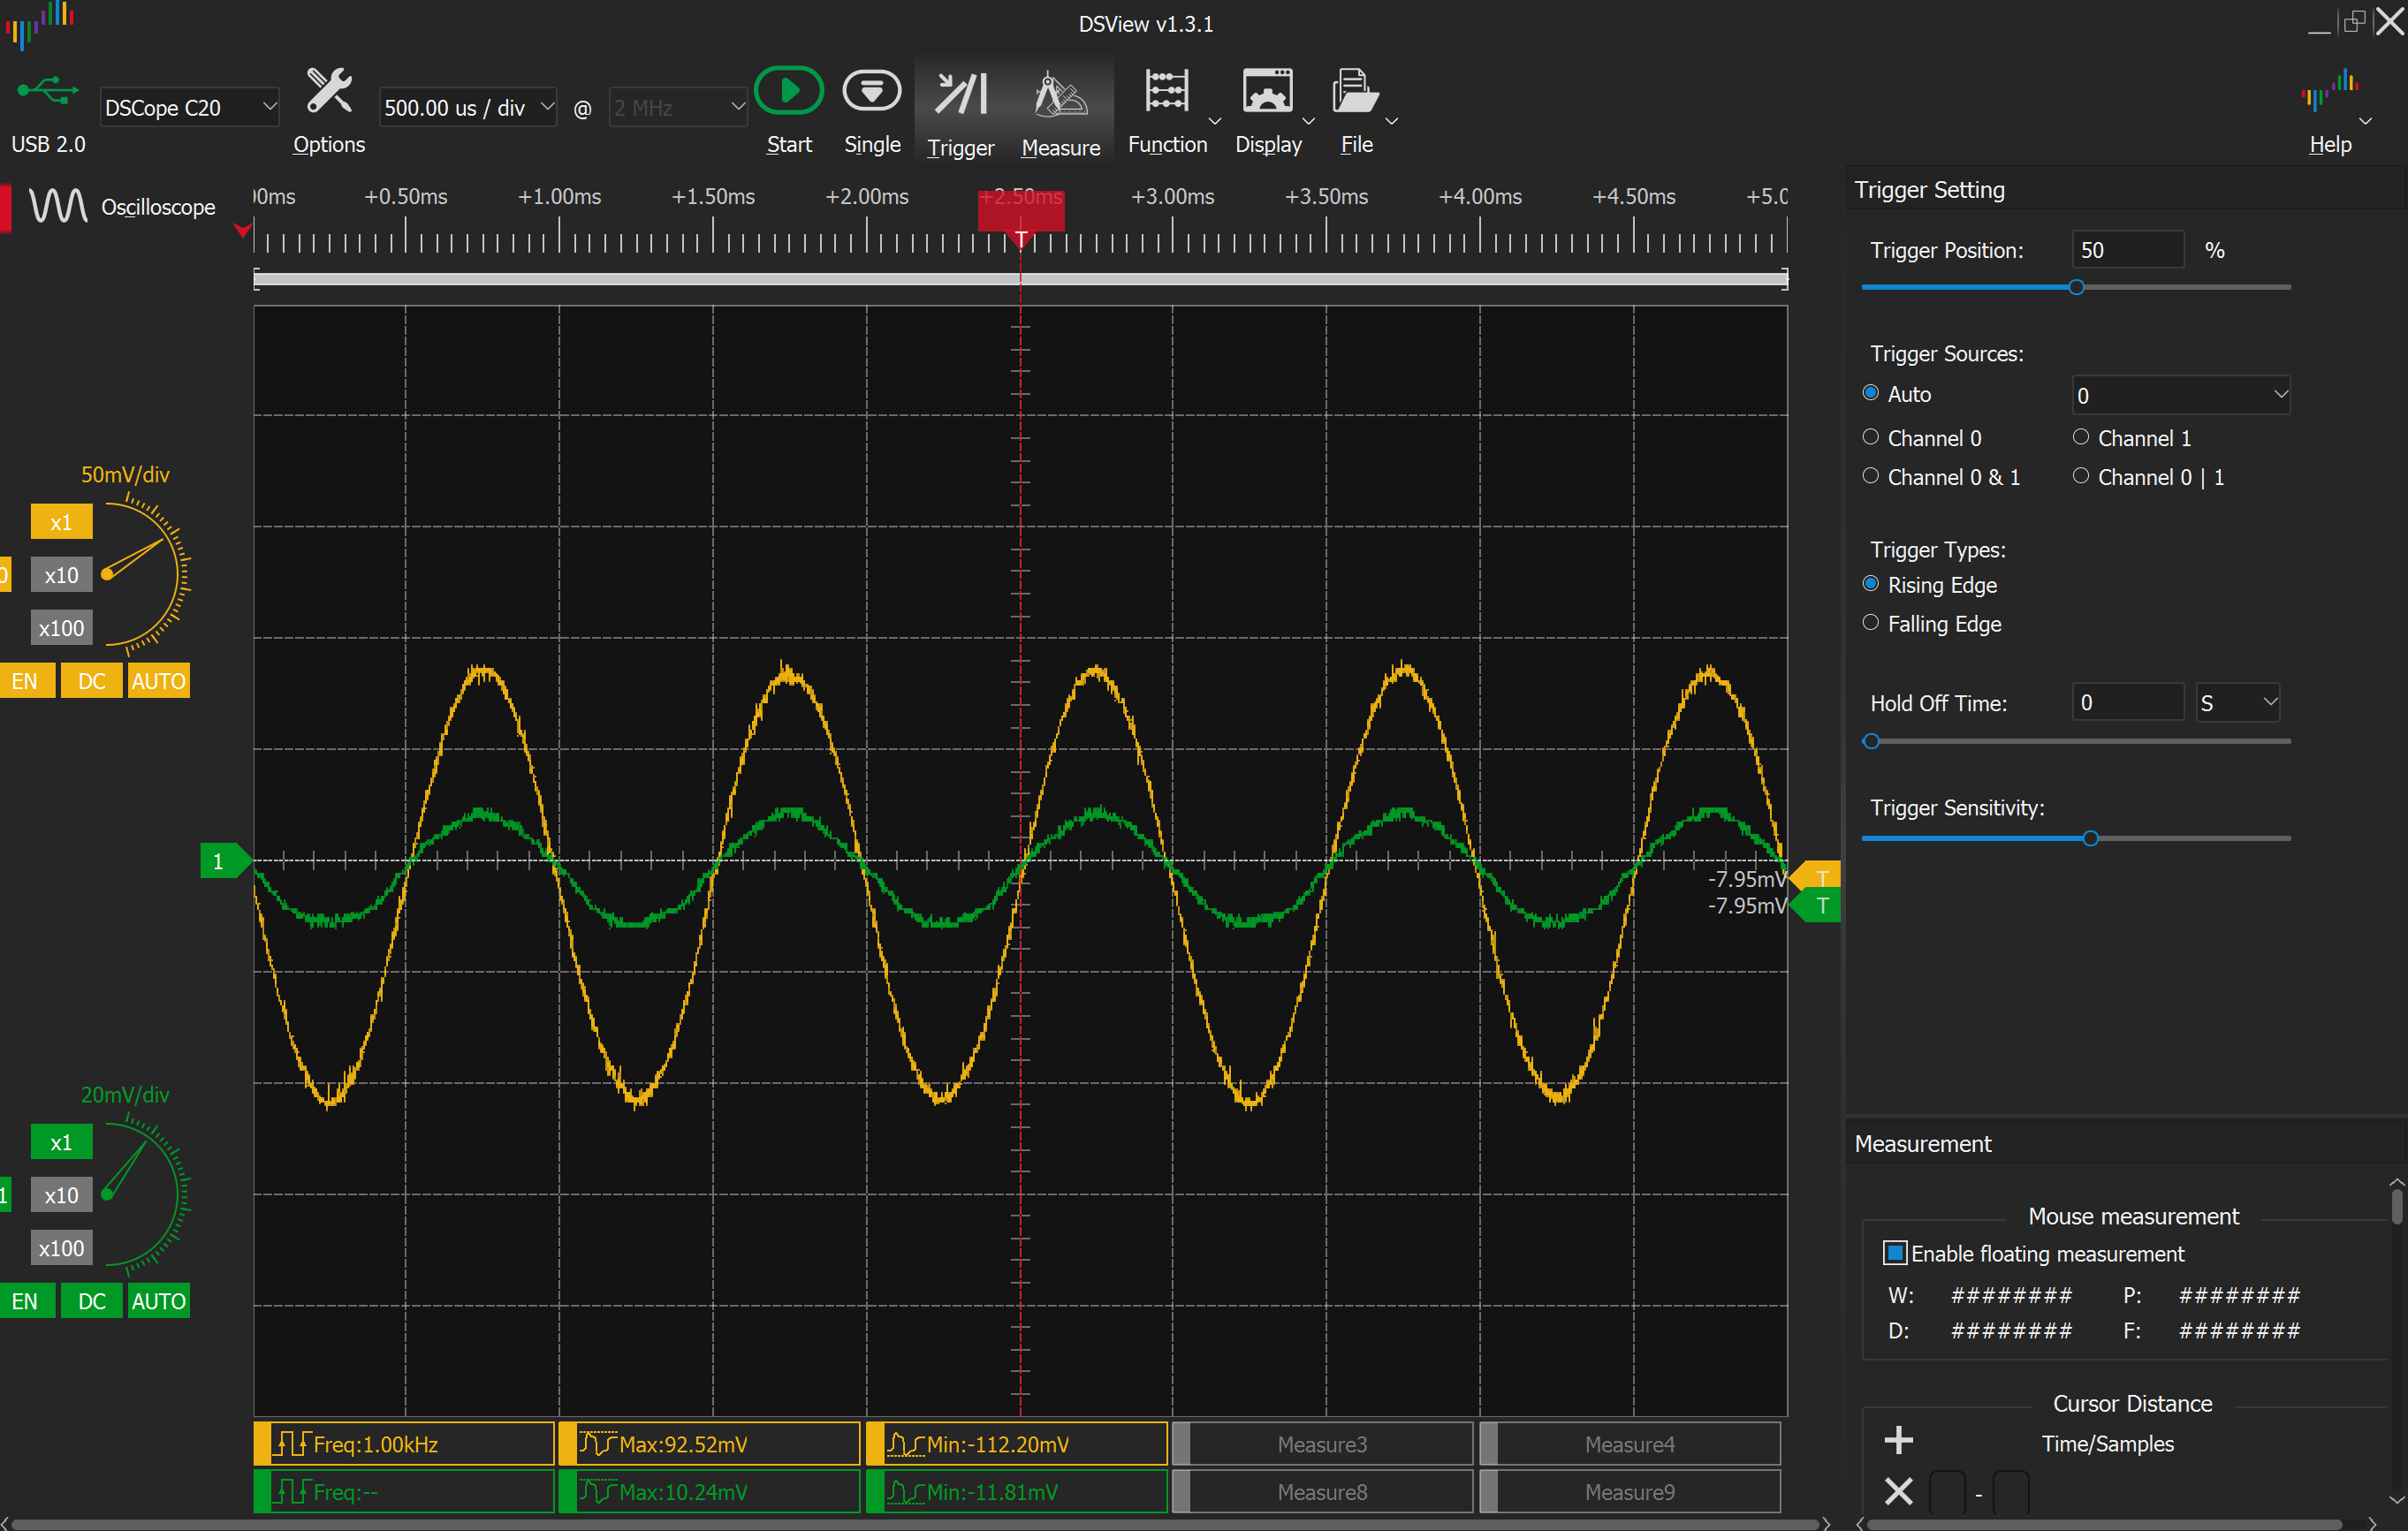 DSView v1.3.1
USB 2.0
DSCope C20
Options
500.00 us / div
@
2 MHz
Start
Single
Trigger
Measure
Function
Display
File
Help
Oscilloscope
+0.50ms
+1.00ms
+1.50ms
+2.00ms
+2.50ms
+3.00ms
+3.50ms
+4.00ms
+4.50ms
T
50mV/div
x1
0
x10
x100
EN DC AUTO
1
-7.95mV T
-7.95mV T
20mV/div
x1
1
x10
x100
EN DC AUTO
Freq:1.00kHz
Max:92.52mV
Min:-112.20mV
Measure3
Measure4
Freq:--
Max:10.24mV
Min:-11.81mV
Measure8
Measure9
Trigger Setting
Trigger Position: 50 %
Trigger Sources:
Auto 0
Channel 0 Channel 1
Channel 0 & 1 Channel 0 | 1
Trigger Types:
Rising Edge
Falling Edge
Hold Off Time: 0 S
Trigger Sensitivity:
Measurement
Mouse measurement
Enable floating measurement
W: ######## P: ########
D: ######## F: ########
Cursor Distance
Time/Samples
-